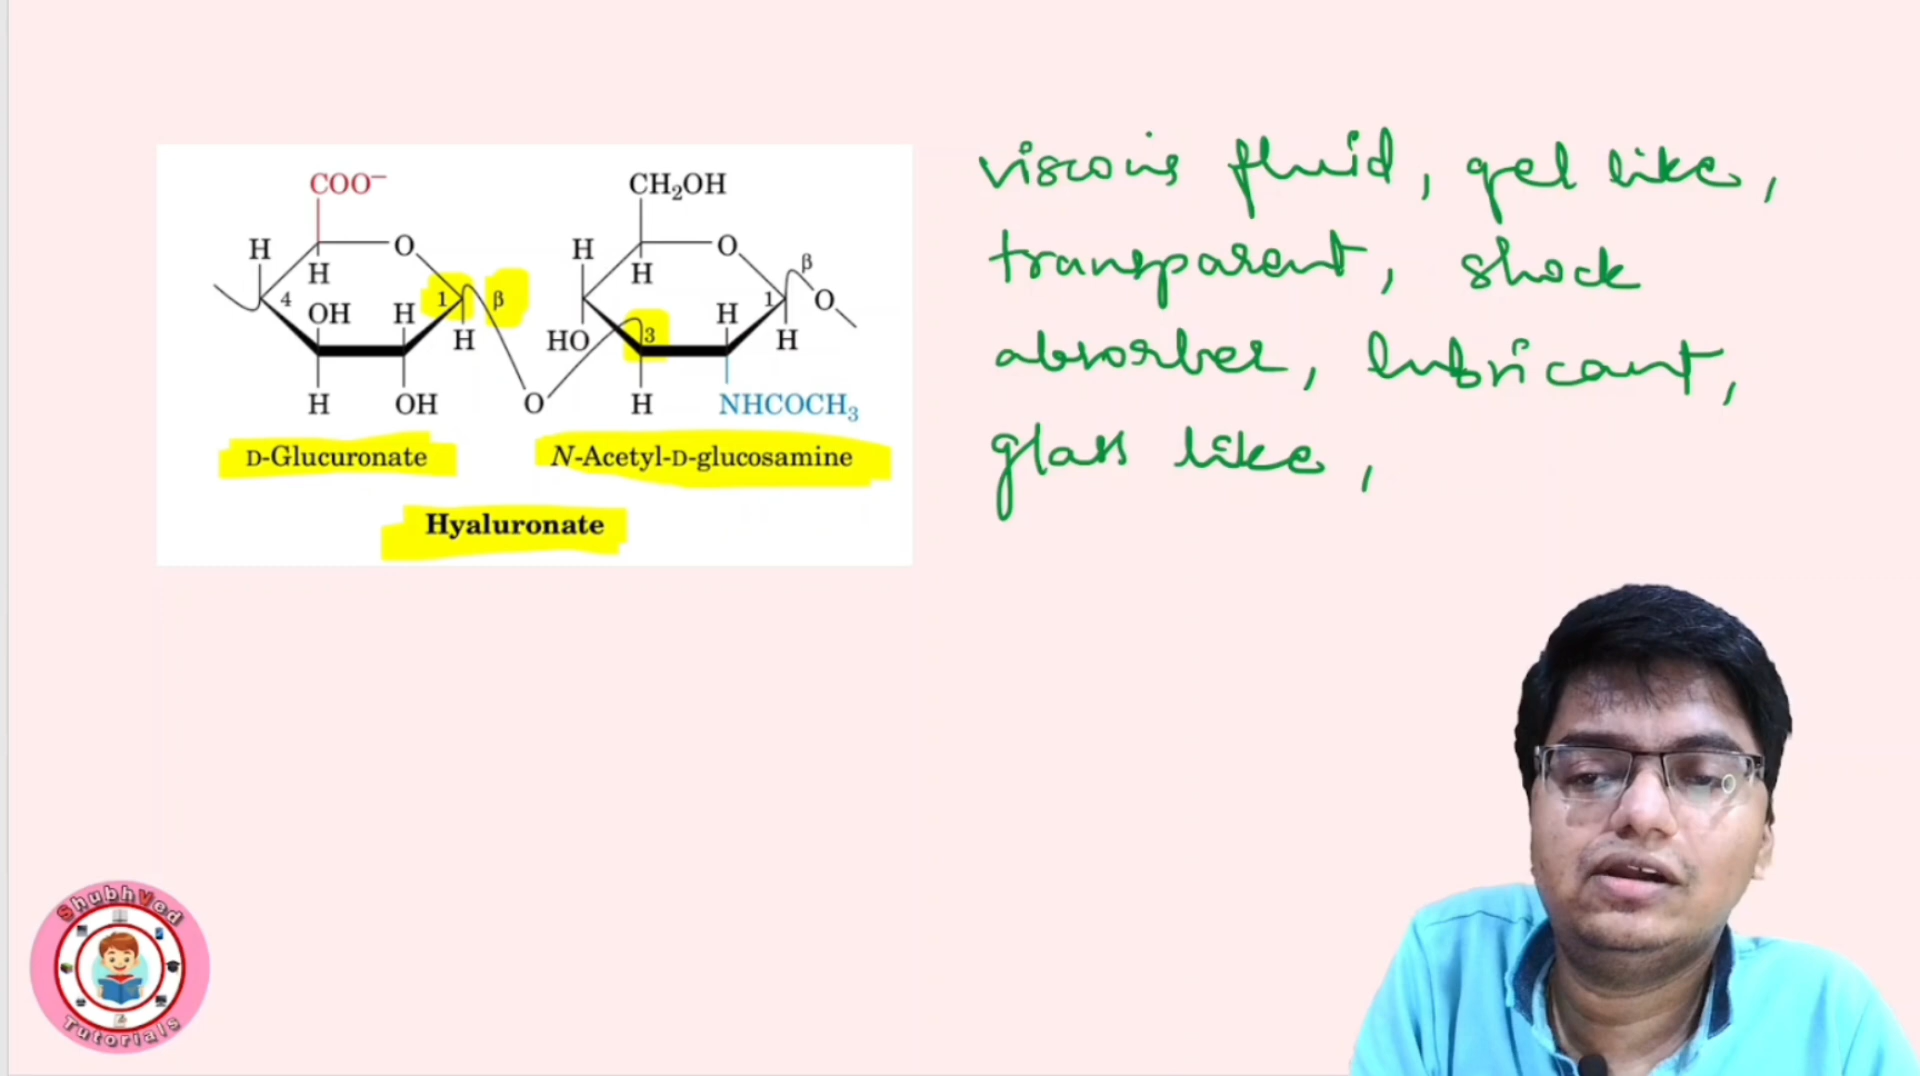 COO⁻
CH₂OH
H O H O
H H β
4 OH H 1 β H 1 O
H HO 3 H
H OH O H NHCOCH₃
D-Glucuronate N-Acetyl-D-glucosamine
Hyaluronate
viscous fluid, gel like,
transparent, shock
absorber, lubricant,
glass like,
ShubhVed
Tutorials